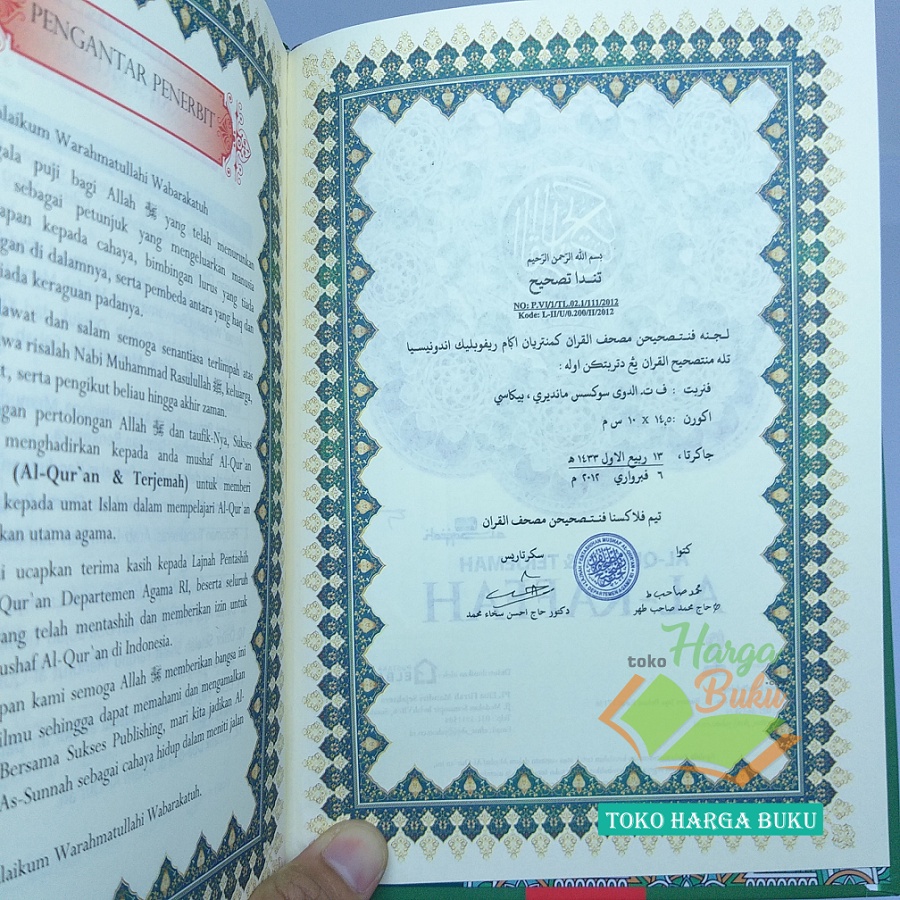 PENGANTAR PENERBIT
laikum Warahmatullahi Wabarakatuh
gala puji bagi Allah ﷻ yang telah menurunkan
sebagai petunjuk yang mengeluarkan manusia
apan kepada cahaya, bimbingan lurus yang tiada
gan di dalamnya, serta pembeda antara yang haq dan
iada keraguan padanya.
lawat dan salam semoga senantiasa terlimpah atas
wa risalah Nabi Muhammad Rasulullah ﷺ, keluarga,
t, serta pengikut beliau hingga akhir zaman.
ngan pertolongan Allah ﷻ dan taufik-Nya, Sukses
menghadirkan kepada anda mushaf Al-Qur`an
(Al-Qur`an & Terjemah) untuk memberi
kepada umat Islam dalam mempelajari Al-Qur`an
kan utama agama.
i ucapkan terima kasih kepada Lajnah Pentashih
Qur`an Departemen Agama RI, beserta seluruh
ang telah mentashih dan memberikan izin untuk
ushaf Al-Qur`an di Indonesia.
pan kami semoga Allah ﷻ memberikan bangsa ini
ilmu sehingga dapat memahami dan mengamalkan
Bersama Sukses Publishing, mari kita jadikan Al-
As-Sunnah sebagai cahaya hidup dalam meniti jalan
laikum Warahmatullahi Wabarakatuh.
بسم الله الرحمن الرحيم
تندا تصحيح
NO: P.VI/1/TL.02.1/111/2012
Kode: L-II/U/0.200/II/2012
لجنه فنتصحيحن مصحف القران كمنتريان اݢام ريفوبليك اندونيسيا
تله منتصحيح القران يڠ دتربتكن اوله :
فنربت : ف ت. الدوى سوكسس مانديري ، بيكاسي
اكورن : ١٤,٥ X ١٠ س م
جاكرتا، ١٣ ربيع الاول ١٤٣٣ هـ
٦ فبرواري ٢٠١٢ م
تيم فلاكسنا فنتصحيحن مصحف القران
كتوا
سكرتاريس
حاج محمد صاحب طهر
دكتور حاج احسن سخاء محمد
toko Harga Buku
TOKO HARGA BUKU